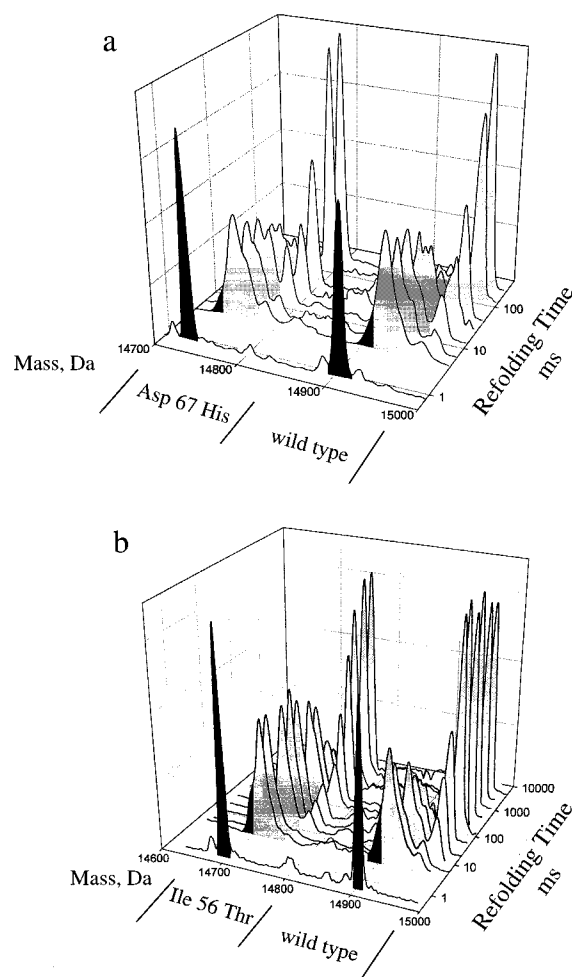 a
100
10
1
Refolding Time
ms
Mass, Da
14700
14800
14900
15000
Asp 67 His
wild type
b
10000
1000
100
10
1
Refolding Time
ms
Mass, Da
14600
14700
14800
14900
15000
Ile 56 Thr
wild type